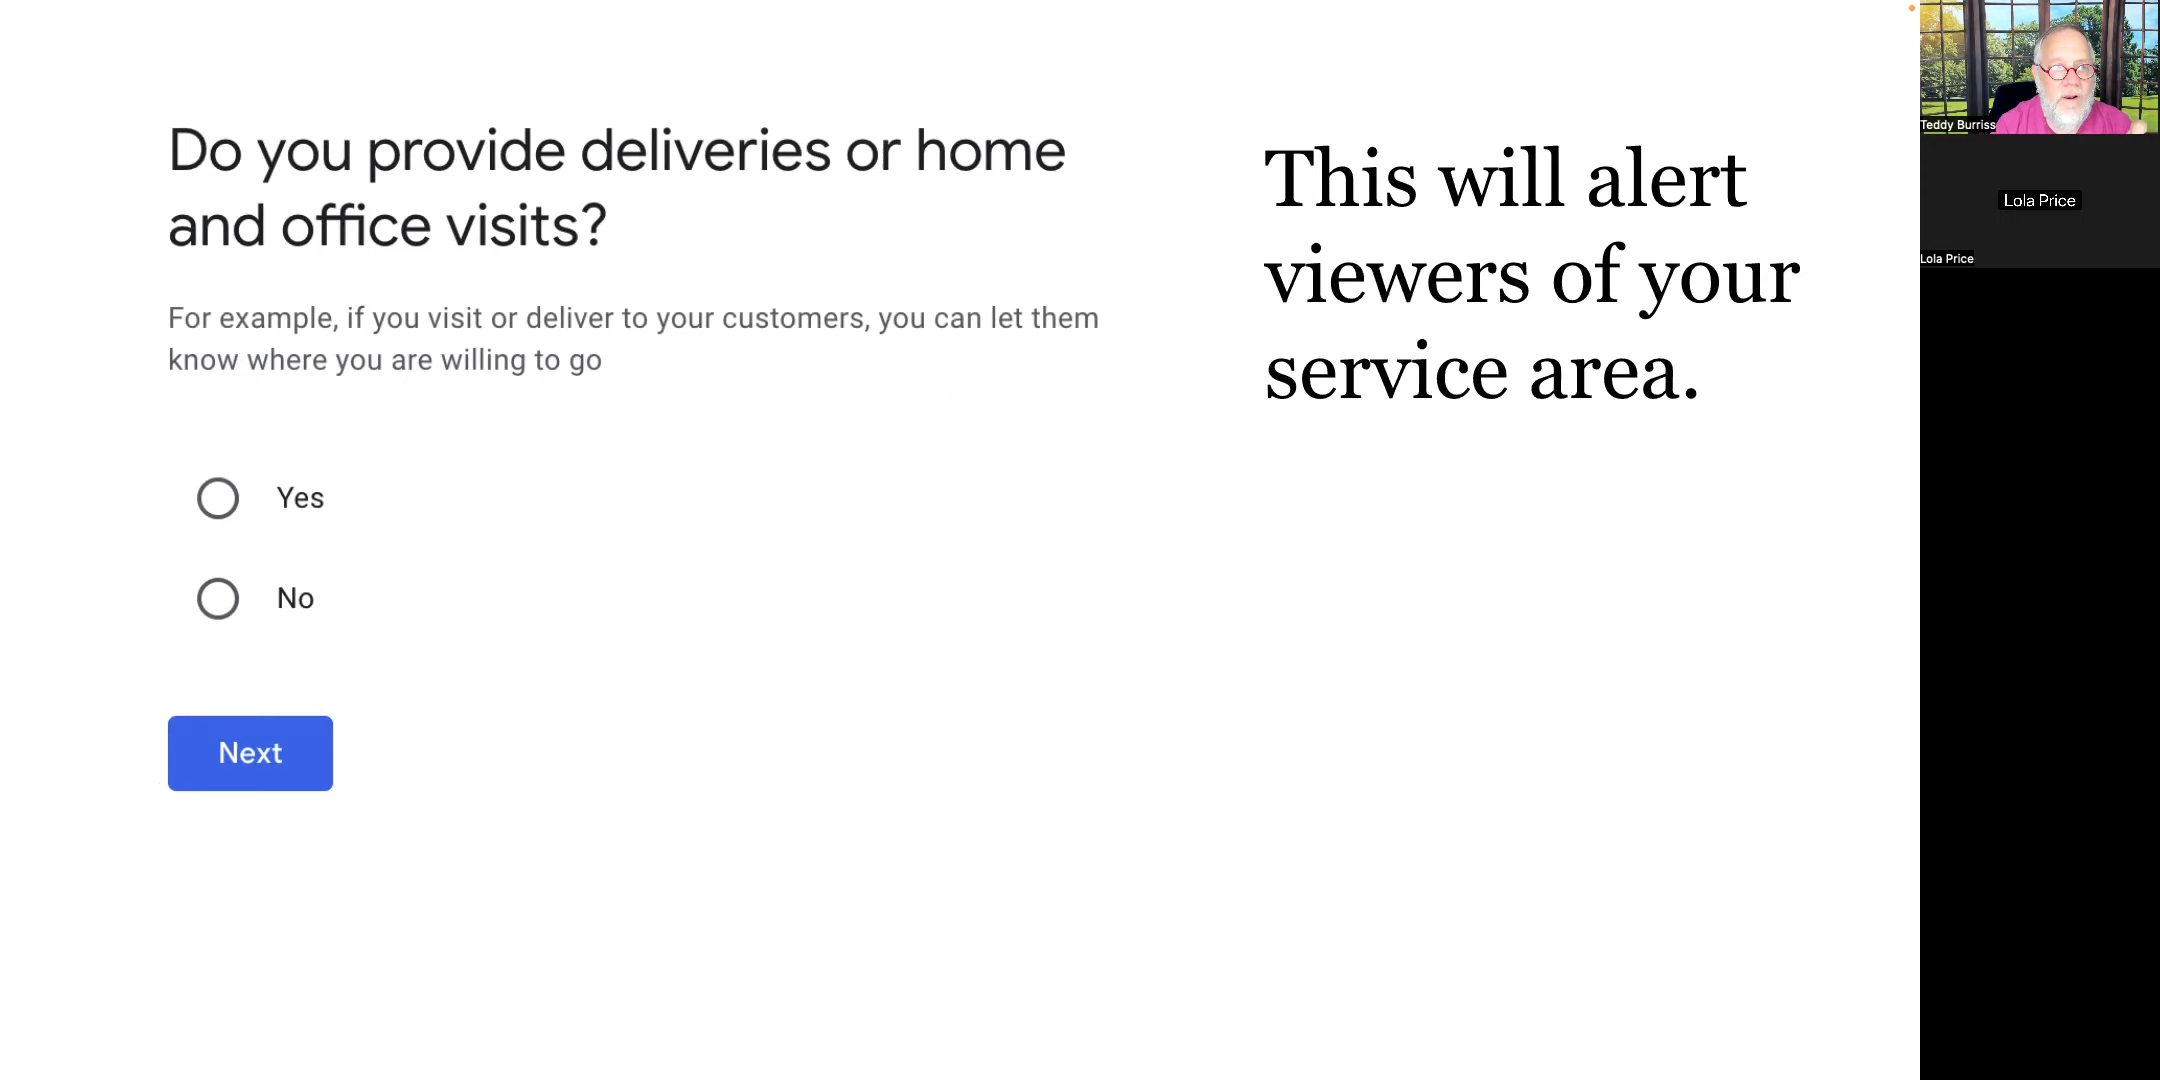 Do you provide deliveries or home
and office visits?
For example, if you visit or deliver to your customers, you can let them
know where you are willing to go
Yes
No
Next
This will alert
viewers of your
service area.
Teddy Burriss
Lola Price
Lola Price